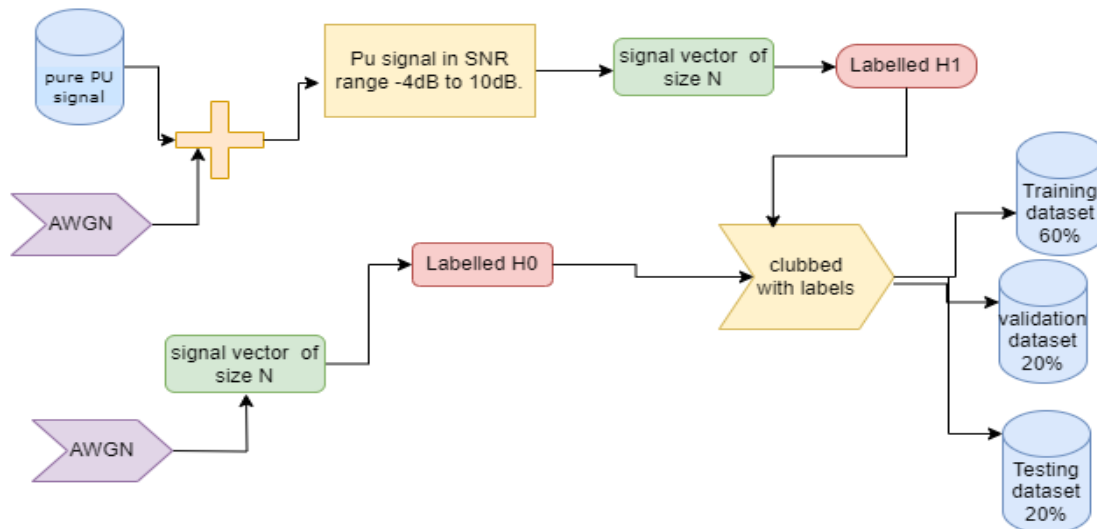 pure PU
signal
Pu signal in SNR
range -4dB to 10dB.
signal vector of
size N
Labelled H1
AWGN
Labelled H0
clubbed
with labels
Training
dataset
60%
validation
dataset
20%
signal vector of
size N
AWGN
Testing
dataset
20%